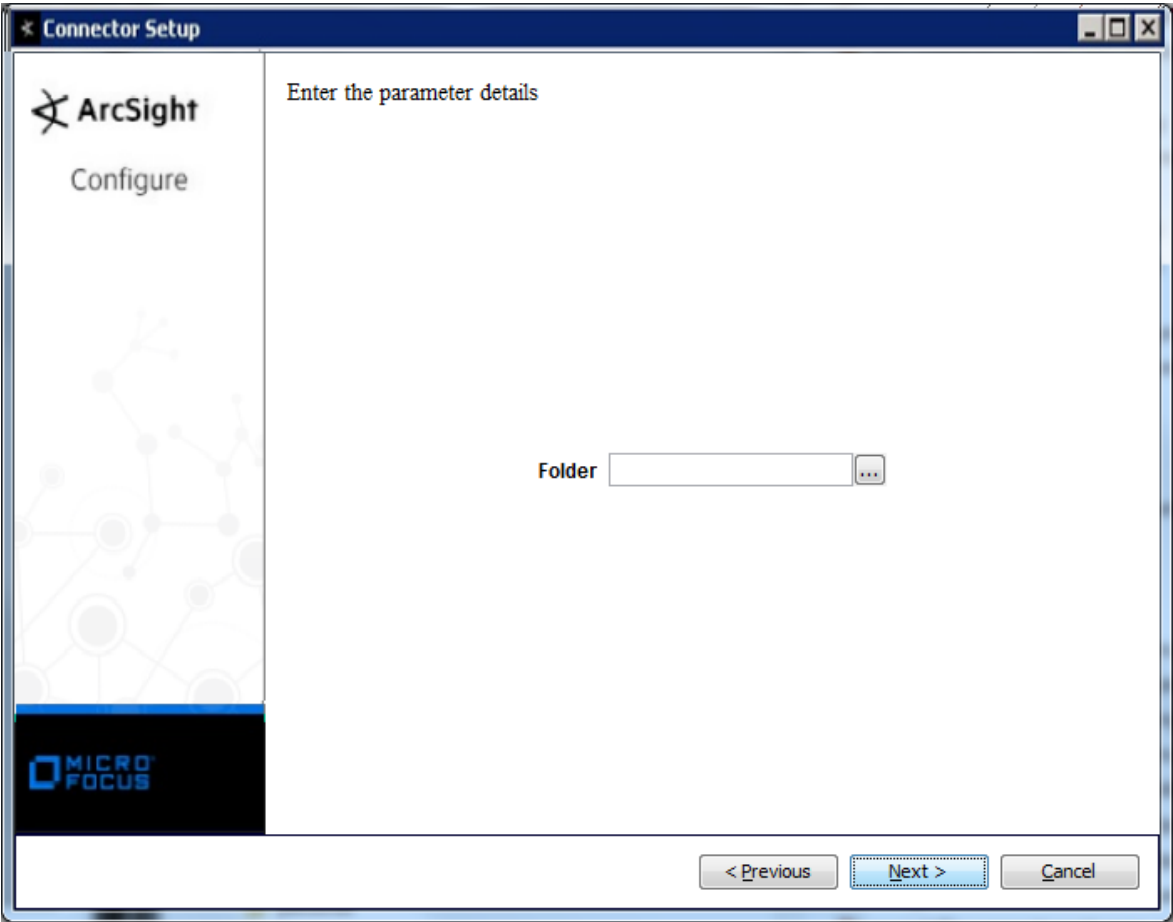 Connector Setup
ArcSight
Configure
Enter the parameter details
Folder
...
MICRO
FOCUS
< Previous
Next >
Cancel